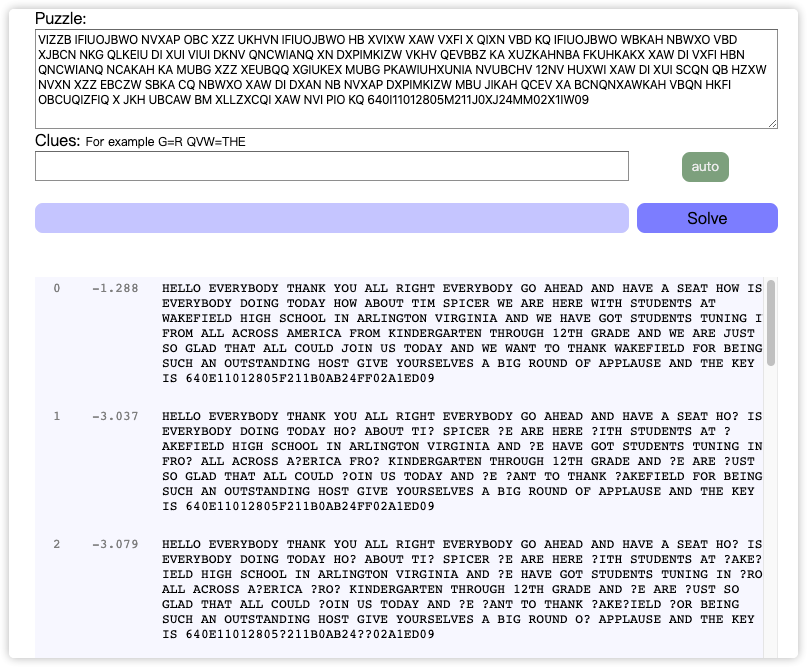 Puzzle:
VIZZB IFIUOJBWO NVXAP OBC XZZ UKHVN IFIUOJBWO HB XVIXW XAW VXFI X QIXN VBD KQ IFIUOJBWO WBKAH NBWXO VBD
XJBCN NKG QLKEIU DI XUI VIUI DKNV QNCWIANQ XN DXPIMKIZW VKHV QEVBBZ KA XUZKAHNBA FKUHKAKX XAW DI VXFI HBN
QNCWIANQ NCAKAH KA MUBG XZZ XEUBQQ XGIUKEX MUBG PKAWIUHXUNIA NVUBCHV 12NV HUXWI XAW DI XUI SCQN QB HZXW
NVXN XZZ EBCZW SBKA CQ NBWXO XAW DI DXAN NB NVXAP DXPIMKIZW MBU JIKAH QCEV XA BCNQNXAWKAH VBQN HKFI
OBCUQIZFIQ X JKH UBCAW BM XLLZXCQI XAW NVI PIO KQ 640I11012805M211J0XJ24MM02X1IW09
Clues: For example G=R QVW=THE
auto
Solve
0 -1.288 HELLO EVERYBODY THANK YOU ALL RIGHT EVERYBODY GO AHEAD AND HAVE A SEAT HOW IS
EVERYBODY DOING TODAY HOW ABOUT TIM SPICER WE ARE HERE WITH STUDENTS AT
WAKEFIELD HIGH SCHOOL IN ARLINGTON VIRGINIA AND WE HAVE GOT STUDENTS TUNING I
FROM ALL ACROSS AMERICA FROM KINDERGARTEN THROUGH 12TH GRADE AND WE ARE JUST
SO GLAD THAT ALL COULD JOIN US TODAY AND WE WANT TO THANK WAKEFIELD FOR BEING
SUCH AN OUTSTANDING HOST GIVE YOURSELVES A BIG ROUND OF APPLAUSE AND THE KEY
IS 640E11012805F211B0AB24FF02A1ED09
1 -3.037 HELLO EVERYBODY THANK YOU ALL RIGHT EVERYBODY GO AHEAD AND HAVE A SEAT HO? IS
EVERYBODY DOING TODAY HO? ABOUT TI? SPICER ?E ARE HERE ?ITH STUDENTS AT ?
AKEFIELD HIGH SCHOOL IN ARLINGTON VIRGINIA AND ?E HAVE GOT STUDENTS TUNING IN
FRO? ALL ACROSS A?ERICA FRO? KINDERGARTEN THROUGH 12TH GRADE AND ?E ARE ?UST
SO GLAD THAT ALL COULD ?OIN US TODAY AND ?E ?ANT TO THANK ?AKEFIELD FOR BEING
SUCH AN OUTSTANDING HOST GIVE YOURSELVES A BIG ROUND OF APPLAUSE AND THE KEY
IS 640E11012805F211B0AB24FF02A1ED09
2 -3.079 HELLO EVERYBODY THANK YOU ALL RIGHT EVERYBODY GO AHEAD AND HAVE A SEAT HO? IS
EVERYBODY DOING TODAY HO? ABOUT TI? SPICER ?E ARE HERE ?ITH STUDENTS AT ?AKE?
IELD HIGH SCHOOL IN ARLINGTON VIRGINIA AND ?E HAVE GOT STUDENTS TUNING IN ?RO
ALL ACROSS A?ERICA ?RO? KINDERGARTEN THROUGH 12TH GRADE AND ?E ARE ?UST SO
GLAD THAT ALL COULD ?OIN US TODAY AND ?E ?ANT TO THANK ?AKE?IELD ?OR BEING
SUCH AN OUTSTANDING HOST GIVE YOURSELVES A BIG ROUND O? APPLAUSE AND THE KEY
IS 640E11012805?211B0AB24??02A1ED09